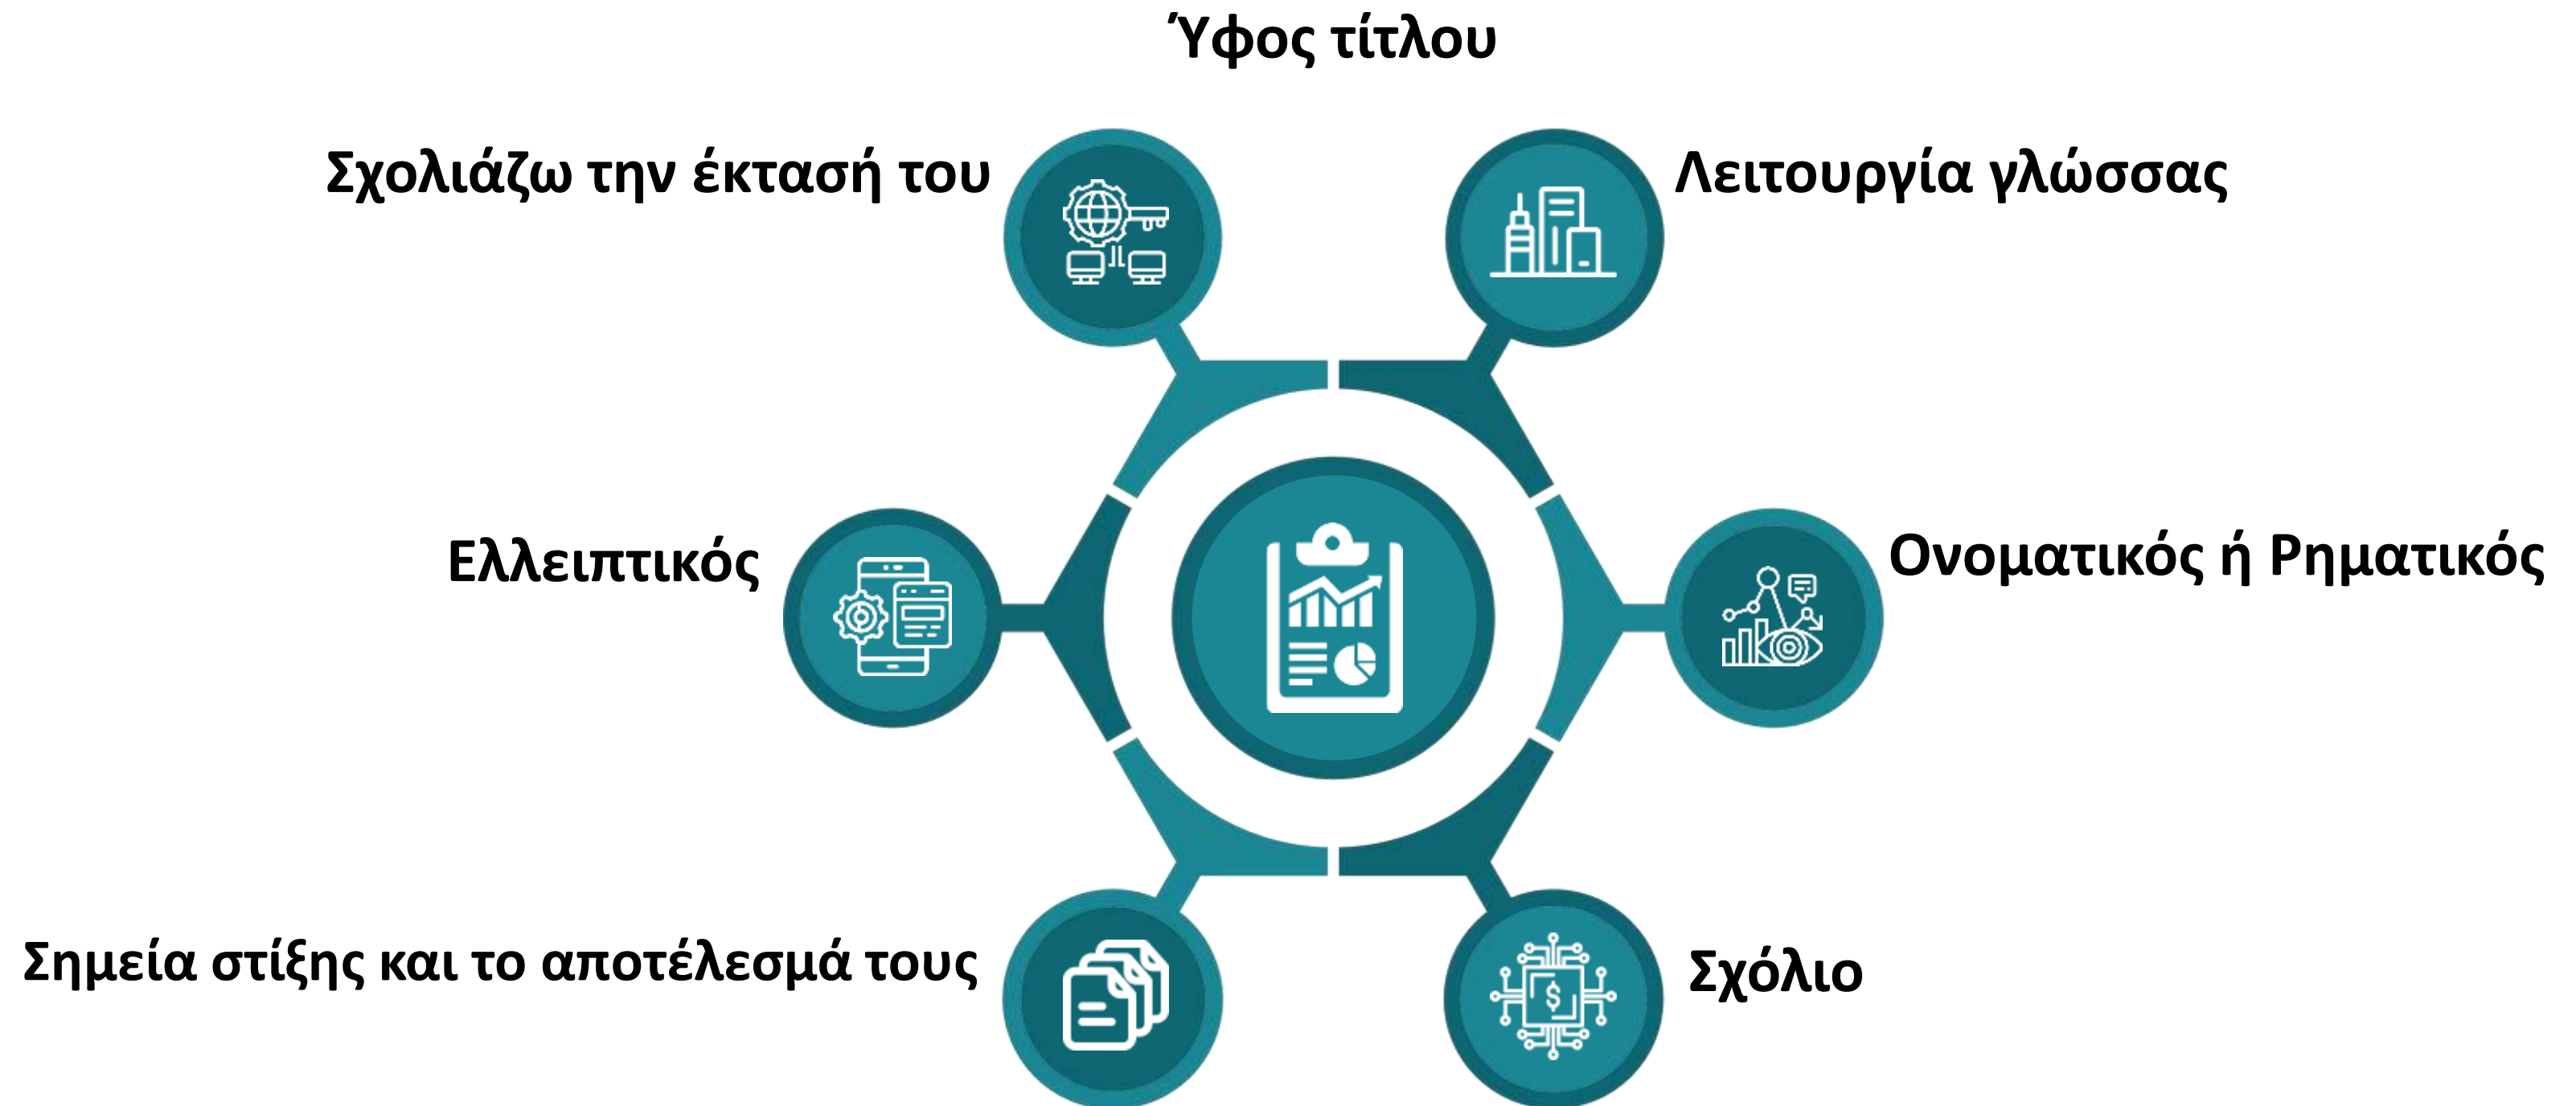 Ύφος τίτλου
Σχολιάζω την έκτασή του
Λειτουργία γλώσσας
Ελλειπτικός
Ονοματικός ή Ρηματικός
Σημεία στίξης και το αποτέλεσμά τους
Σχόλιο
$